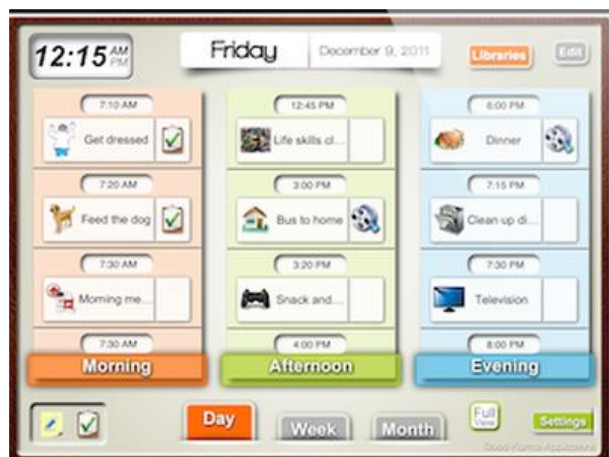 12:15 AM PM
Friday
December 9, 2011
Libraries
Edit
7:10 AM
Get dressed
7:20 AM
Feed the dog
7:30 AM
Morning me...
7:30 AM
Morning
12:45 PM
Life skills cl...
3:00 PM
Bus to home
3:20 PM
Snack and...
4:00 PM
Afternoon
6:00 PM
Dinner
7:15 PM
Clean up di...
7:30 PM
Television
8:00 PM
Evening
Day
Week
Month
Full
View
Settings
Good Karma Applications